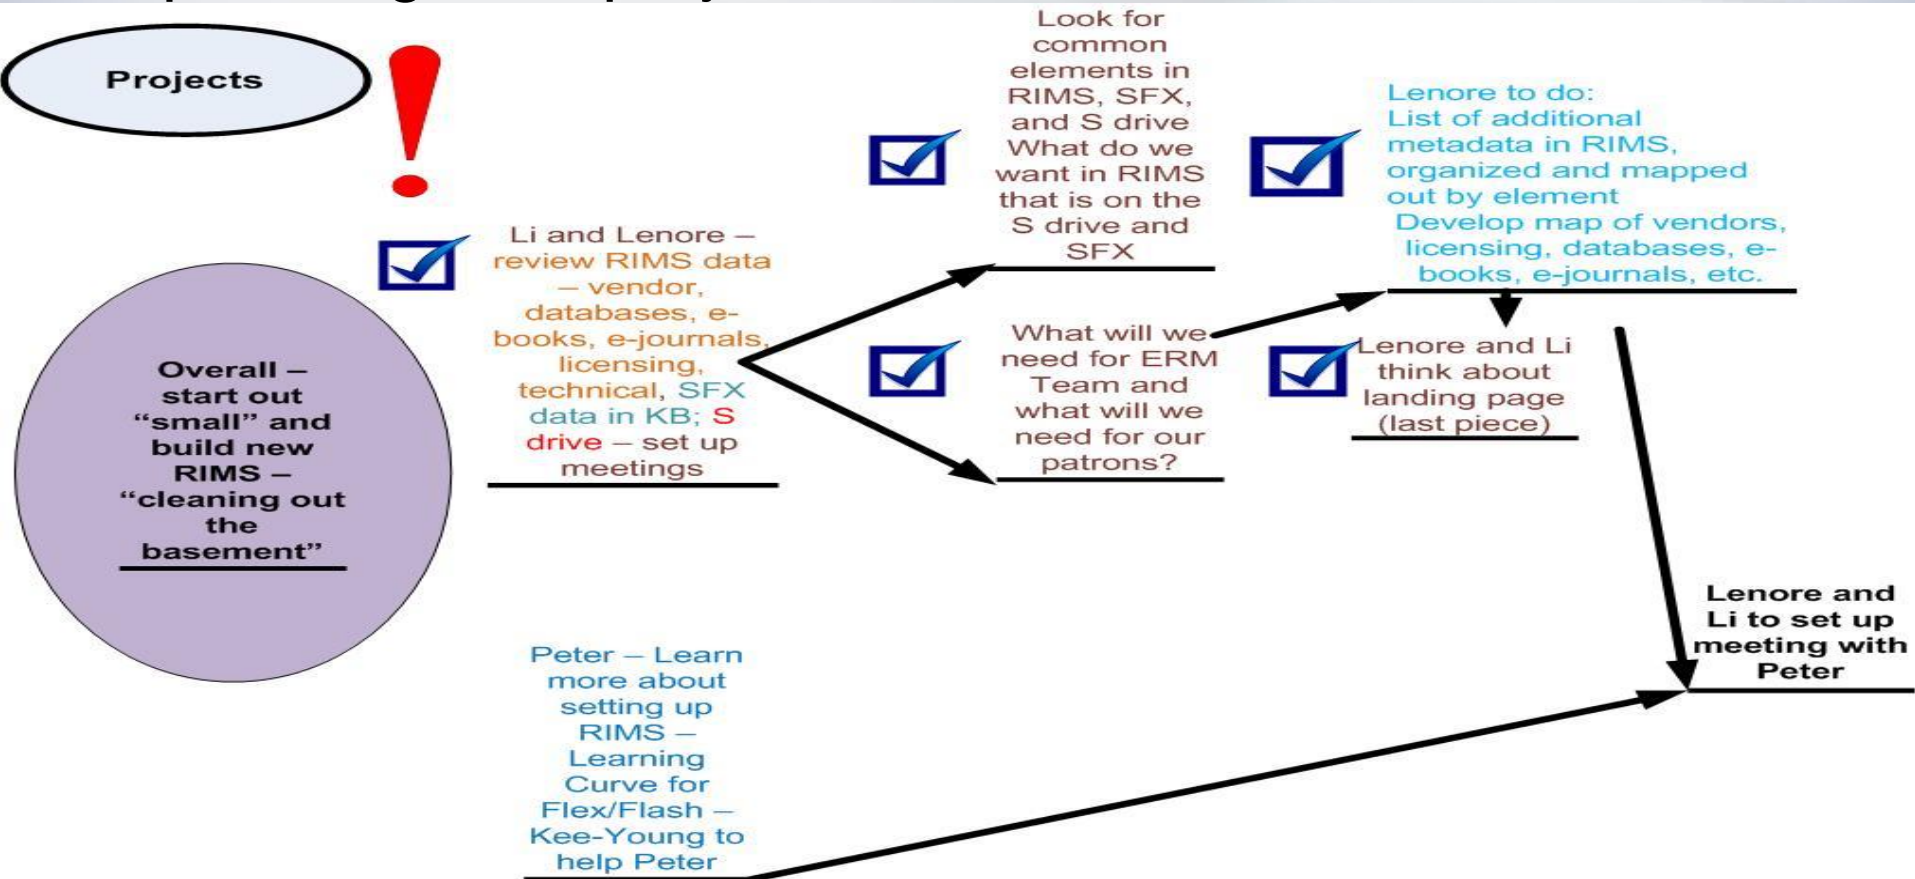 Projects
Overall –
start out
“small” and
build new
RIMS –
“cleaning out
the
basement”
Li and Lenore –
review RIMS data
– vendor,
databases, e-
books, e-journals,
licensing,
technical, SFX
data in KB; S
drive – set up
meetings
Look for
common
elements in
RIMS, SFX,
and S drive
What do we
want in RIMS
that is on the
S drive and
SFX
What will we
need for ERM
Team and
what will we
need for our
patrons?
Lenore to do:
List of additional
metadata in RIMS,
organized and mapped
out by element
Develop map of vendors,
licensing, databases, e-
books, e-journals, etc.
Lenore and Li
think about
landing page
(last piece)
Lenore and
Li to set up
meeting with
Peter
Peter – Learn
more about
setting up
RIMS –
Learning
Curve for
Flex/Flash –
Kee-Young to
help Peter